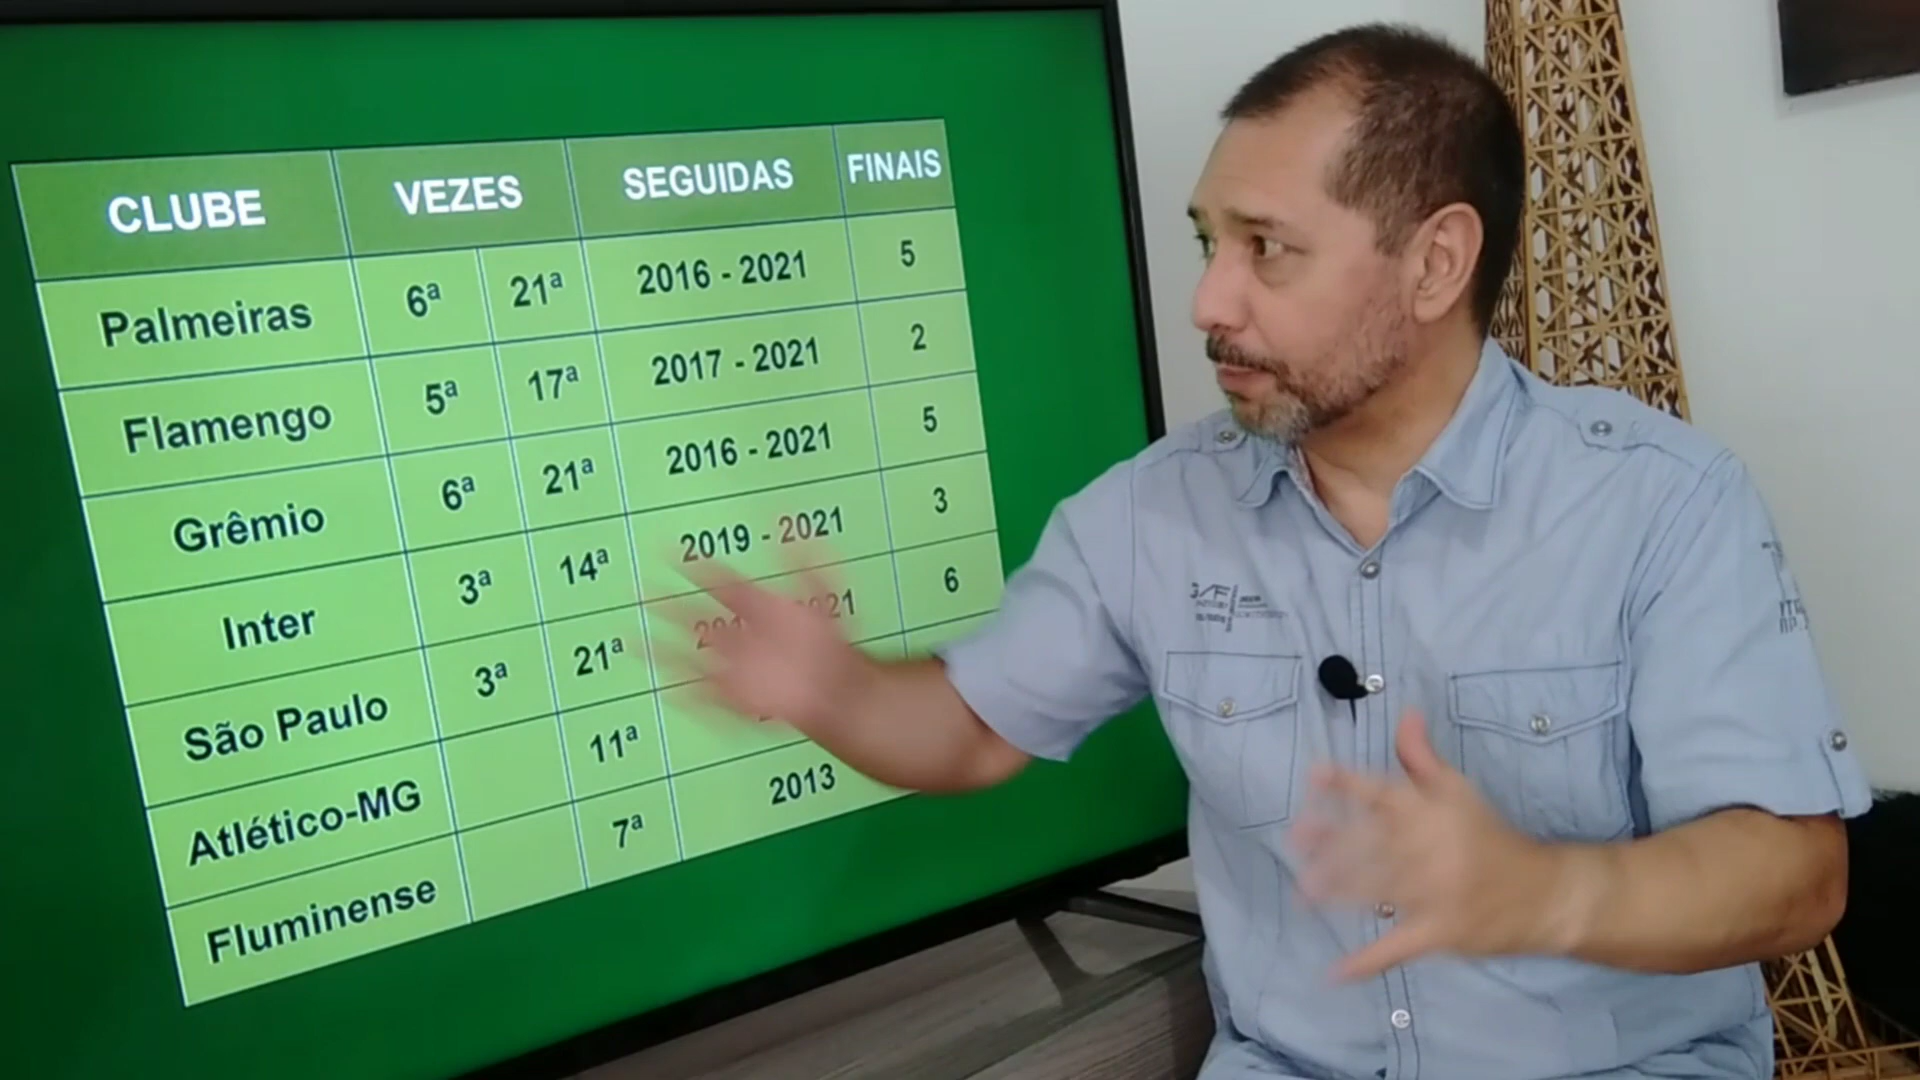 CLUBE VEZES SEGUIDAS FINAIS
Palmeiras 6ª 21ª 2016 - 2021 5
Flamengo 5ª 17ª 2017 - 2021 2
Grêmio 6ª 21ª 2016 - 2021 5
Inter 3ª 14ª 2019 - 2021 3
São Paulo 3ª 21ª 6
Atlético-MG 11ª
Fluminense 7ª 2013